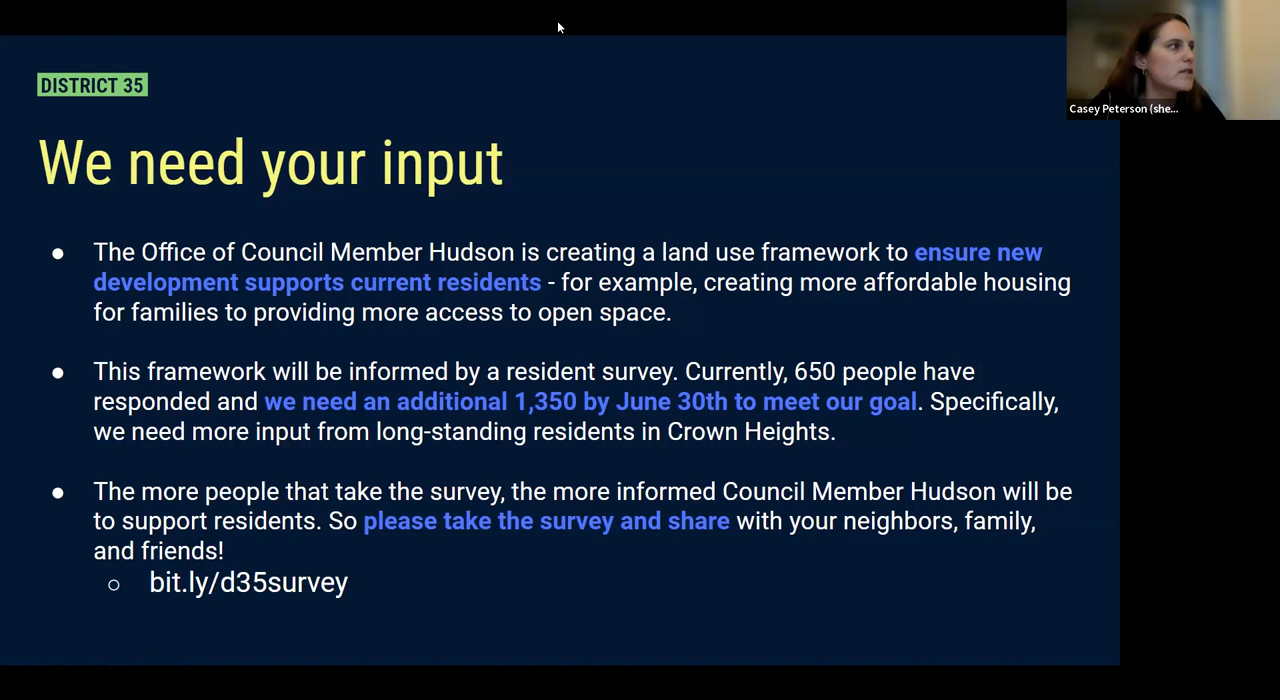 DISTRICT 35
We need your input
● The Office of Council Member Hudson is creating a land use framework to ensure new
development supports current residents - for example, creating more affordable housing
for families to providing more access to open space.
● This framework will be informed by a resident survey. Currently, 650 people have
responded and we need an additional 1,350 by June 30th to meet our goal. Specifically,
we need more input from long-standing residents in Crown Heights.
● The more people that take the survey, the more informed Council Member Hudson will be
to support residents. So please take the survey and share with your neighbors, family,
and friends!
○ bit.ly/d35survey
Casey Peterson (she...